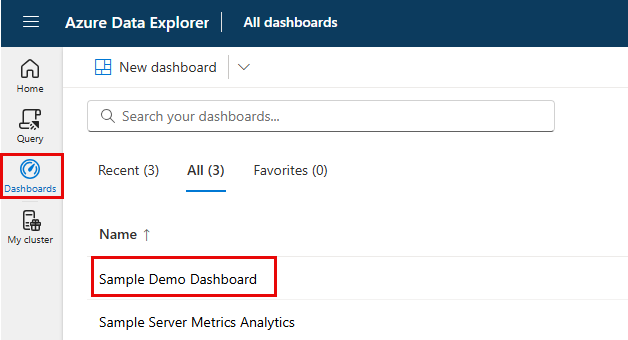 Azure Data Explorer | All dashboards
Home
Query
Dashboards
My cluster
New dashboard
Search your dashboards...
Recent (3) All (3) Favorites (0)
Name ↑
Sample Demo Dashboard
Sample Server Metrics Analytics